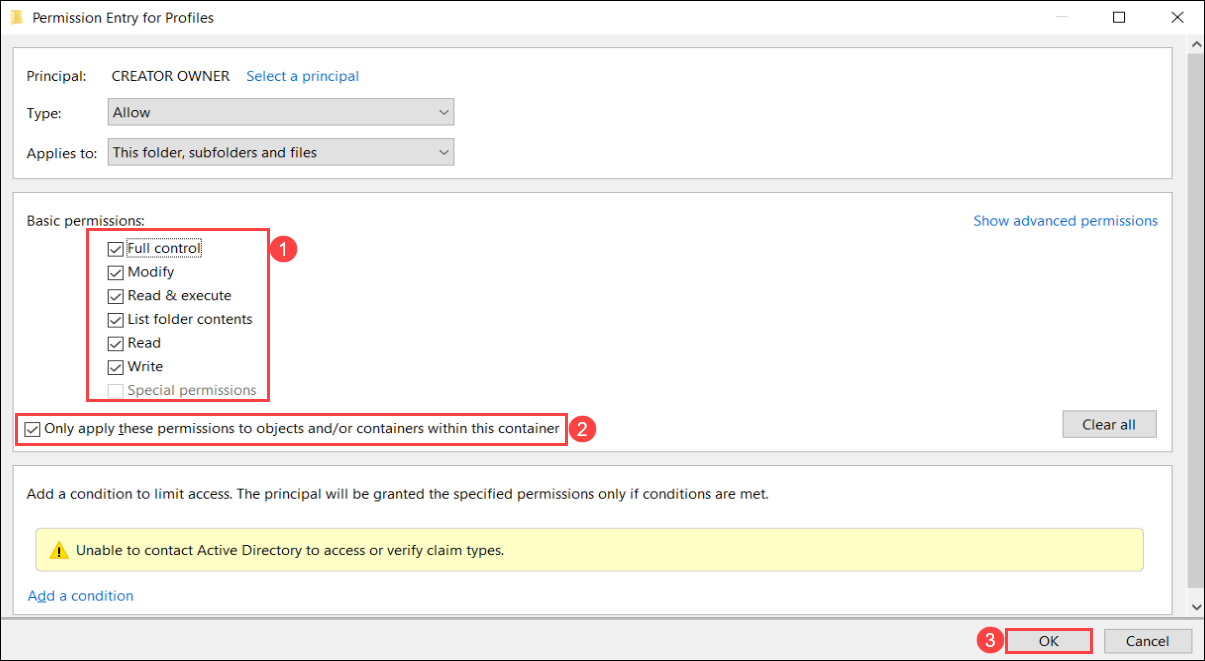 Permission Entry for Profiles
Principal: CREATOR OWNER Select a principal
Type: Allow
Applies to: This folder, subfolders and files
Basic permissions: Show advanced permissions
Full control 1
Modify
Read & execute
List folder contents
Read
Write
Special permissions
Only apply these permissions to objects and/or containers within this container 2 Clear all
Add a condition to limit access. The principal will be granted the specified permissions only if conditions are met.
Unable to contact Active Directory to access or verify claim types.
Add a condition
3 OK Cancel